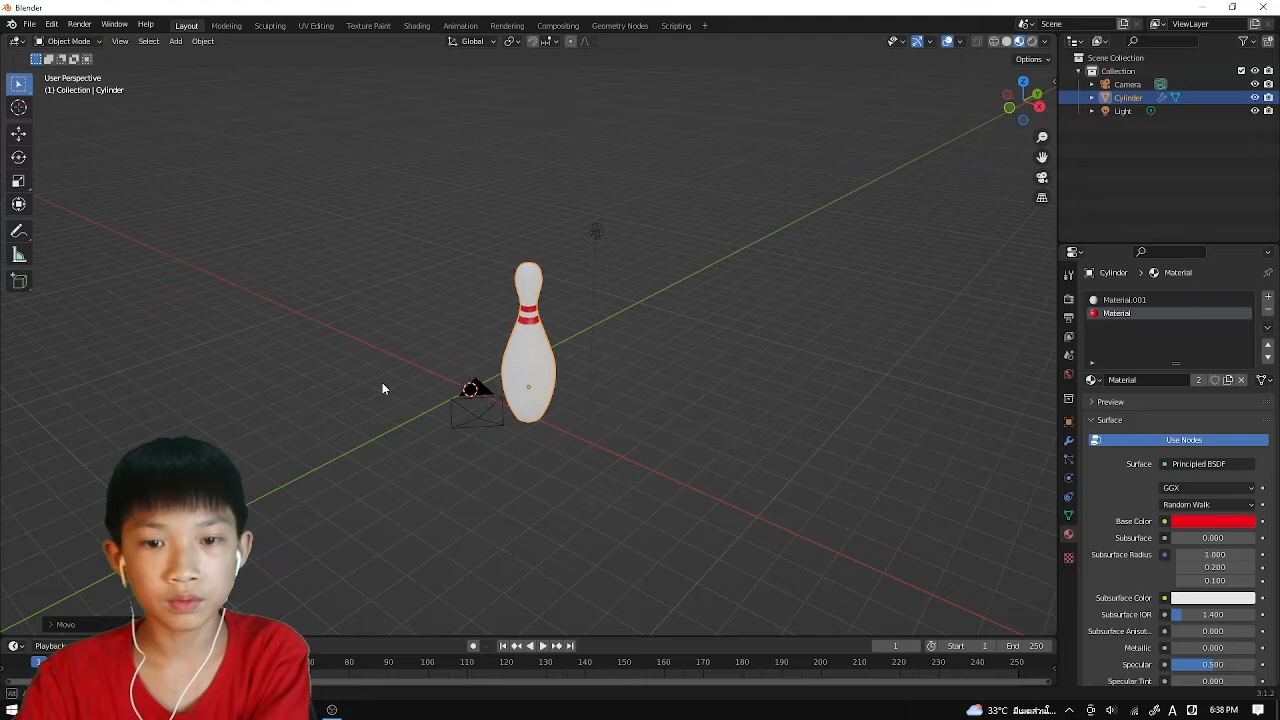 Blender
File Edit Render Window Help Layout Modeling Sculpting UV Editing Texture Paint Shading Animation Rendering Compositing Geometry Nodes Scripting + Scene ViewLayer
Object Mode View Select Add Object Global
Options
User Perspective
(1) Collection | Cylinder
Scene Collection
Collection
Camera
Cylinder
Light
Z
Y
X
Cylinder > Material
Material.001
Material
Material 2
Preview
Surface
Use Nodes
Surface Principled BSDF
GGX
Random Walk
Base Color
Subsurface 0.000
Subsurface Radius 1.000
0.200
0.100
Subsurface Color
Subsurface IOR 1.400
Subsurface Anisot.. 0.000
Metallic 0.000
Specular 0.500
Specular Tint 0.000
> Move
Playback
1 Start 1 End 250
80 90 100 110 120 130 140 150 160 170 180 190 200 210 220 230 240 250
3.1.2
33°C
A
6:38 PM